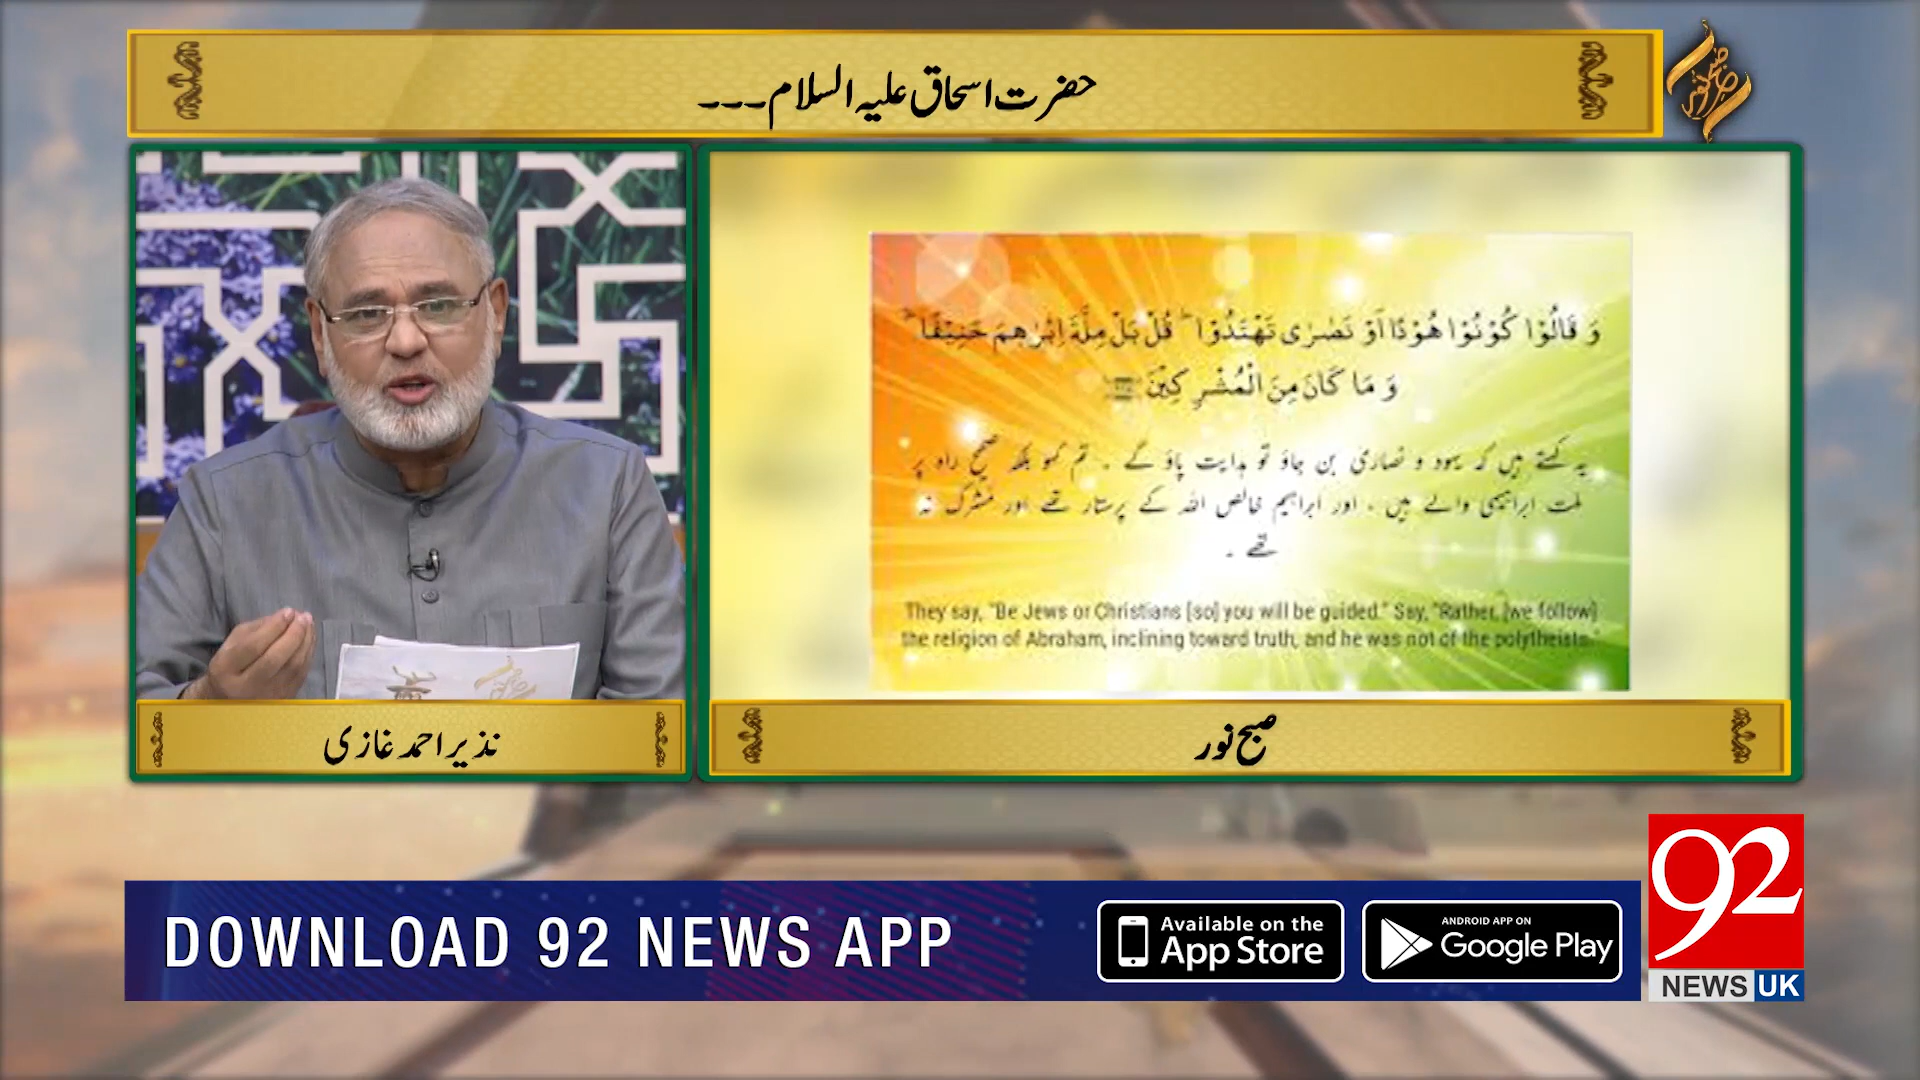 حضرت اسحاق علیہ السلام ۔۔۔
صبح نور
وَ قَالُوْا كُوْنُوْا هُوْدًا اَوْ نَصٰرٰى تَهْتَدُوْا ؕ قُلْ بَلْ مِلَّةَ اِبْرٰهٖمَ حَنِیْفًا ؕ
وَ مَا كَانَ مِنَ الْمُشْرِكِیْنَ
یہ کہتے ہیں کہ یہود و نصاریٰ بن جاؤ تو ہدایت پاؤ گے ۔ تم کہو بلکہ صحیح راہ پر
ملت ابراہیمی والے ہیں ، اور ابراہیم خالص اللہ کے پرستار تھے اور مشرک نہ
تھے ۔
They say, "Be Jews or Christians [so] you will be guided." Say, "Rather, [we follow]
the religion of Abraham, inclining toward truth, and he was not of the polytheists."
نذیر احمد غازی
صبح نور
DOWNLOAD 92 NEWS APP
Available on the
App Store
ANDROID APP ON
Google Play
92
NEWS UK